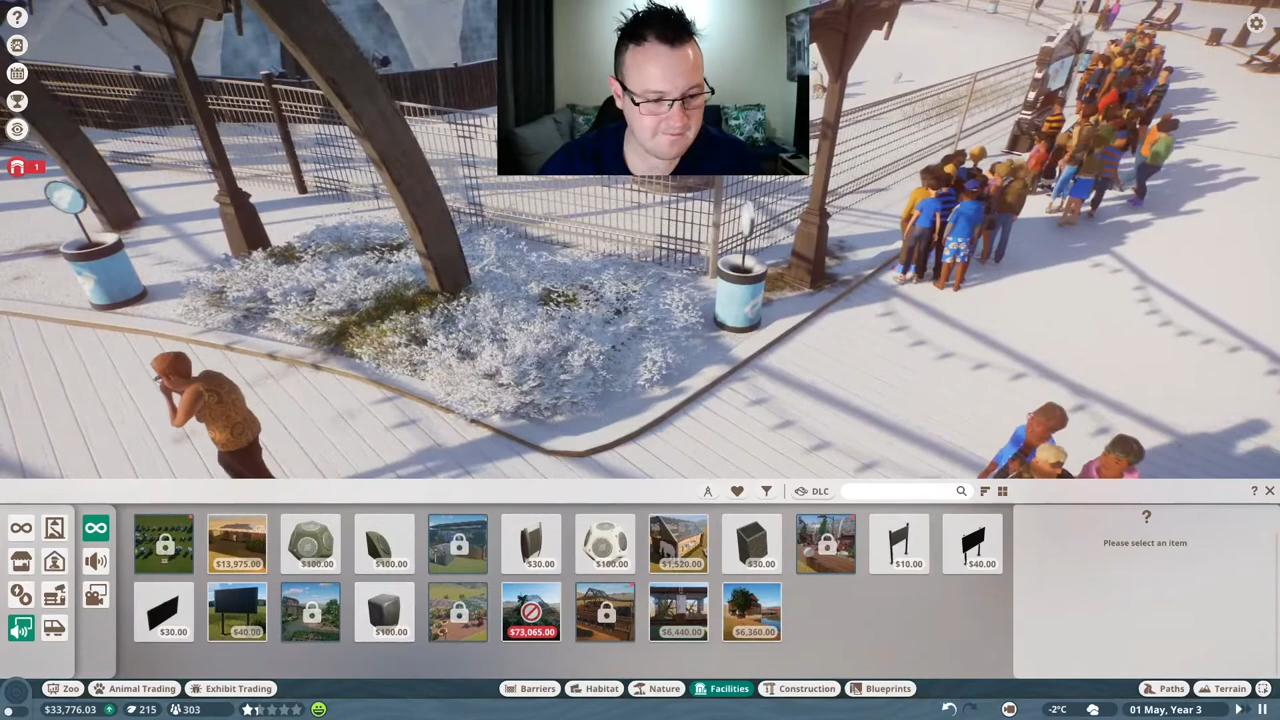 ?
1
DLC
?
$13,975.00
$100.00
$100.00
$30.00
$100.00
$1,520.00
$30.00
$10.00
$40.00
?
Please select an item
$30.00
$40.00
$100.00
$73,065.00
$6,440.00
$6,360.00
Zoo
Animal Trading
Exhibit Trading
Barriers
Habitat
Nature
Facilities
Construction
Blueprints
Paths
Terrain
$33,776.03
215
303
-2°C
01 May, Year 3